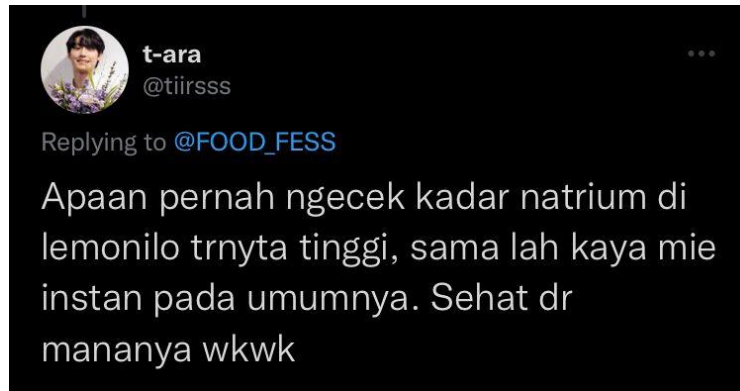 t-ara
@tiirsss
Replying to @FOOD_FESS
Apaan pernah ngecek kadar natrium di
lemonilo trnyta tinggi, sama lah kaya mie
instan pada umumnya. Sehat dr
mananya wkwk